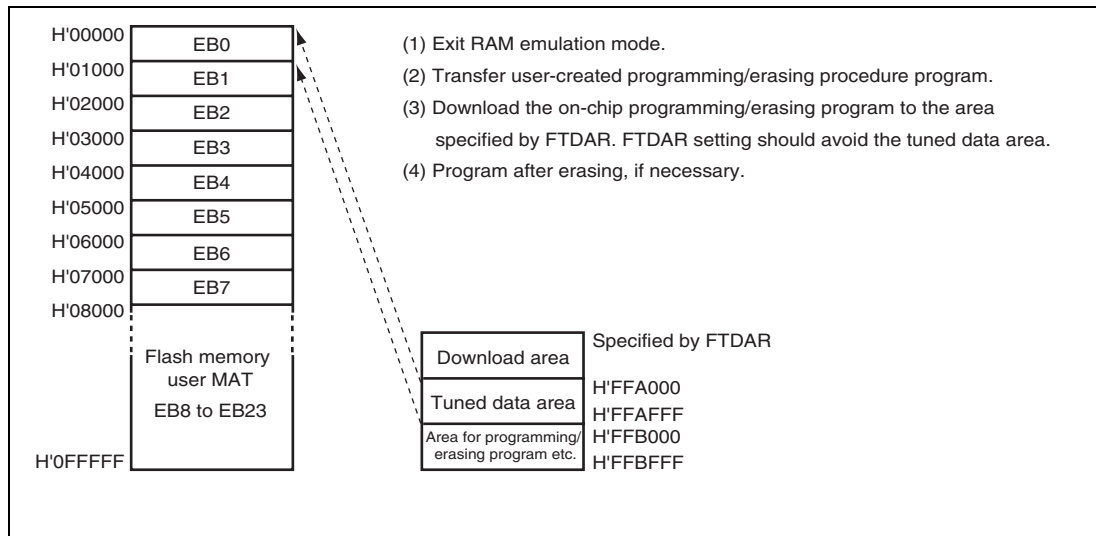 H'00000
EB0
H'01000
EB1
H'02000
EB2
H'03000
EB3
H'04000
EB4
H'05000
EB5
H'06000
EB6
H'07000
EB7
H'08000
Flash memory
user MAT
EB8 to EB23
H'0FFFFF
(1) Exit RAM emulation mode.
(2) Transfer user-created programming/erasing procedure program.
(3) Download the on-chip programming/erasing program to the area
specified by FTDAR. FTDAR setting should avoid the tuned data area.
(4) Program after erasing, if necessary.
Download area
Specified by FTDAR
Tuned data area
H'FFA000
H'FFAFFF
Area for programming/
erasing program etc.
H'FFB000
H'FFBFFF